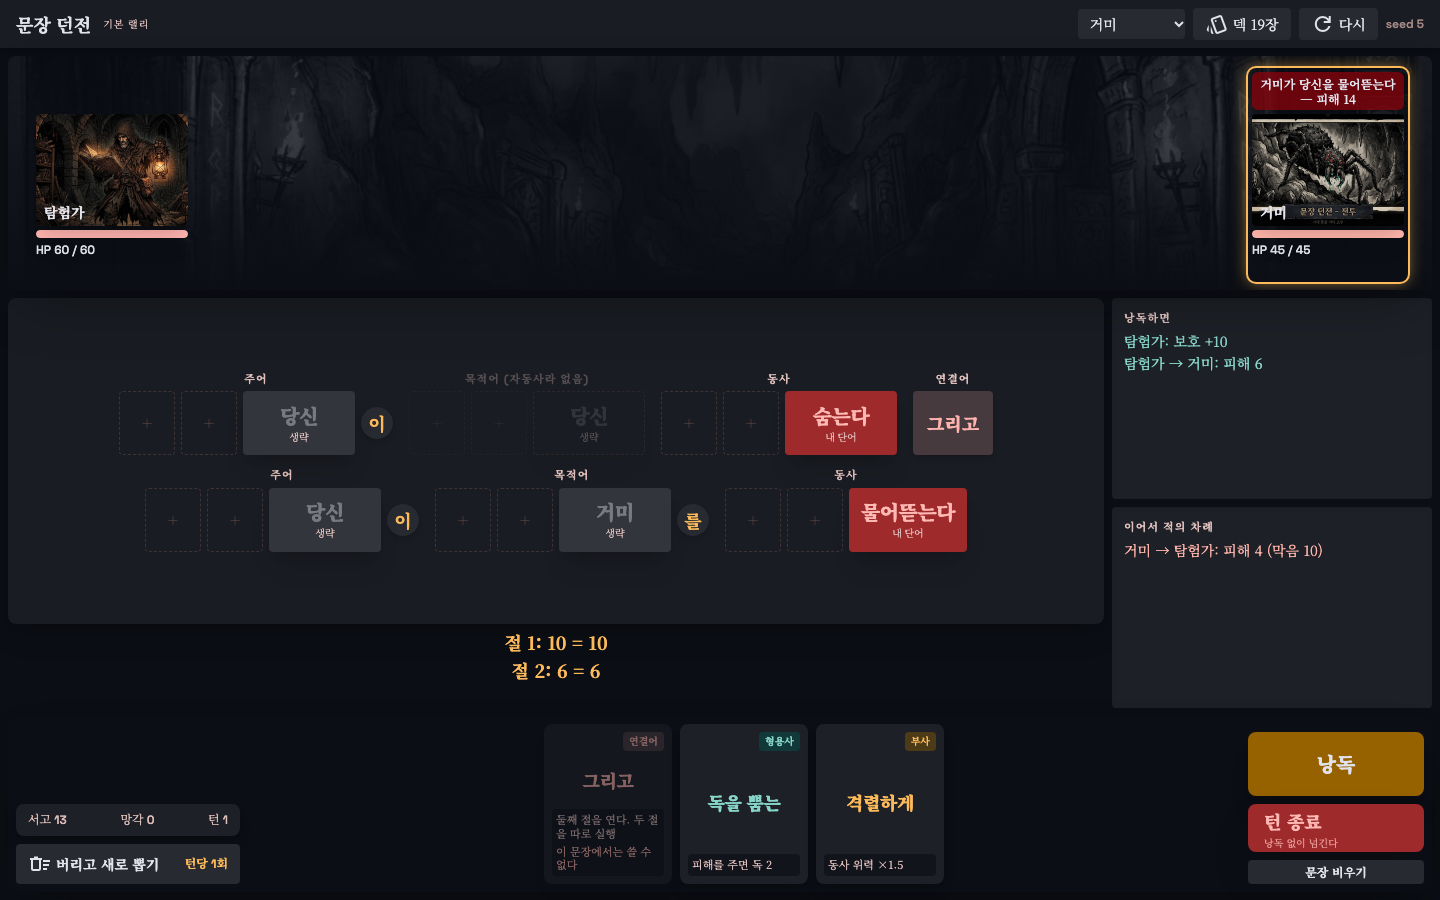 문장 던전 기본 랠리
거미
덱 19장
다시
seed 5
거미가 당신을 물어뜯는다
— 피해 14
탐험가
HP 60 / 60
거미
문장 던전 - 전투
HP 45 / 45
주어
목적어 (자동사라 없음)
동사
연결어
+ + 당신 이 + + 당신 + + 숨는다 그리고
생략 생략 내 단어
주어
목적어
동사
+ + 당신 이 + + 거미 를 + + 물어뜯는다
생략 생략 내 단어
절 1: 10 = 10
절 2: 6 = 6
낭독하면
탐험가: 보호 +10
탐험가 → 거미: 피해 6
이어서 적의 차례
거미 → 탐험가: 피해 4 (막음 10)
연결어
그리고
둘째 절을 연다. 두 절
을 따로 실행
이 문장에서는 쓸 수
없다
형용사
독을 뿜는
피해를 주면 독 2
부사
격렬하게
동사 위력 ×1.5
서고 13 망각 0 턴 1
버리고 새로 뽑기 턴당 1회
낭독
턴 종료
낭독 없이 넘긴다
문장 비우기